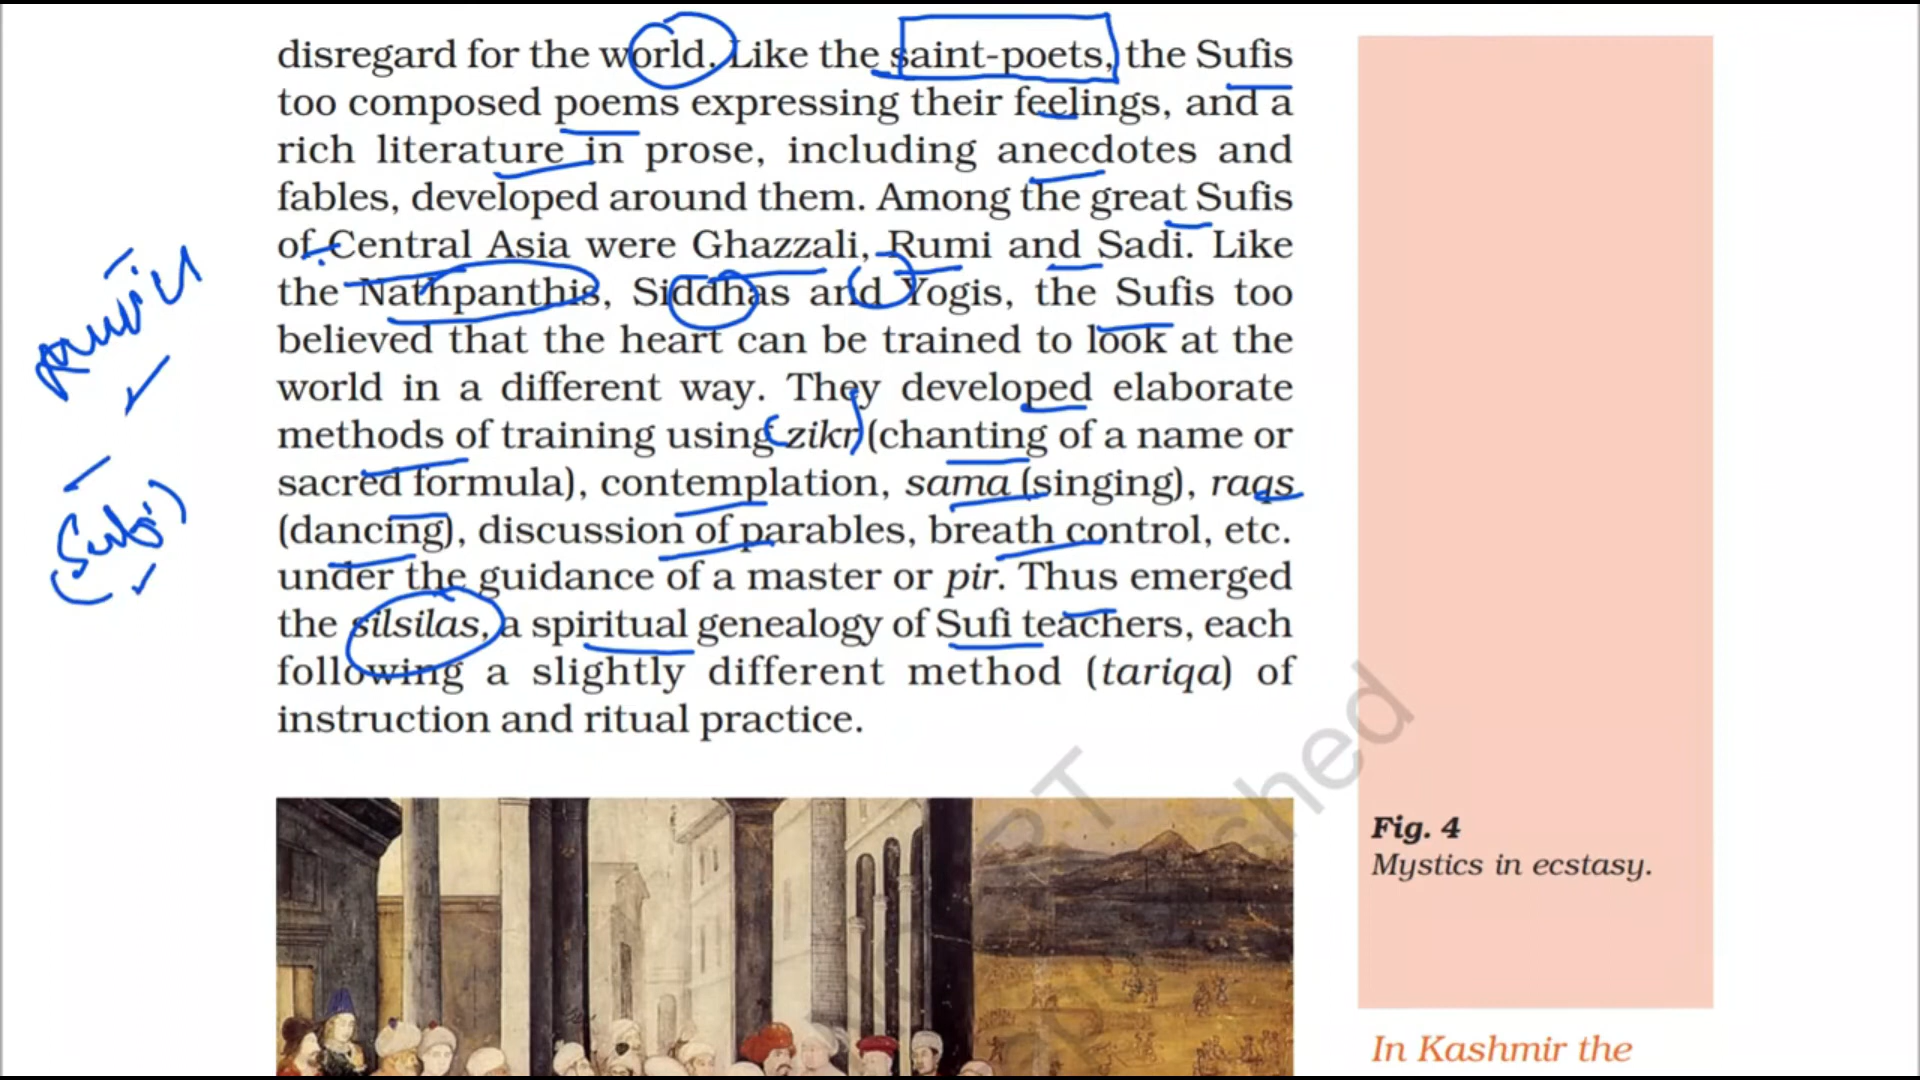 disregard for the world. Like the saint-poets, the Sufis
too composed poems expressing their feelings, and a
rich literature in prose, including anecdotes and
fables, developed around them. Among the great Sufis
of Central Asia were Ghazzali, Rumi and Sadi. Like
the Nathpanthis, Siddhas and Yogis, the Sufis too
believed that the heart can be trained to look at the
world in a different way. They developed elaborate
methods of training using zikr (chanting of a name or
sacred formula), contemplation, sama (singing), raqs
(dancing), discussion of parables, breath control, etc.
under the guidance of a master or pir. Thus emerged
the silsilas, a spiritual genealogy of Sufi teachers, each
following a slightly different method (tariqa) of
instruction and ritual practice.
Fig. 4
Mystics in ecstasy.
In Kashmir the